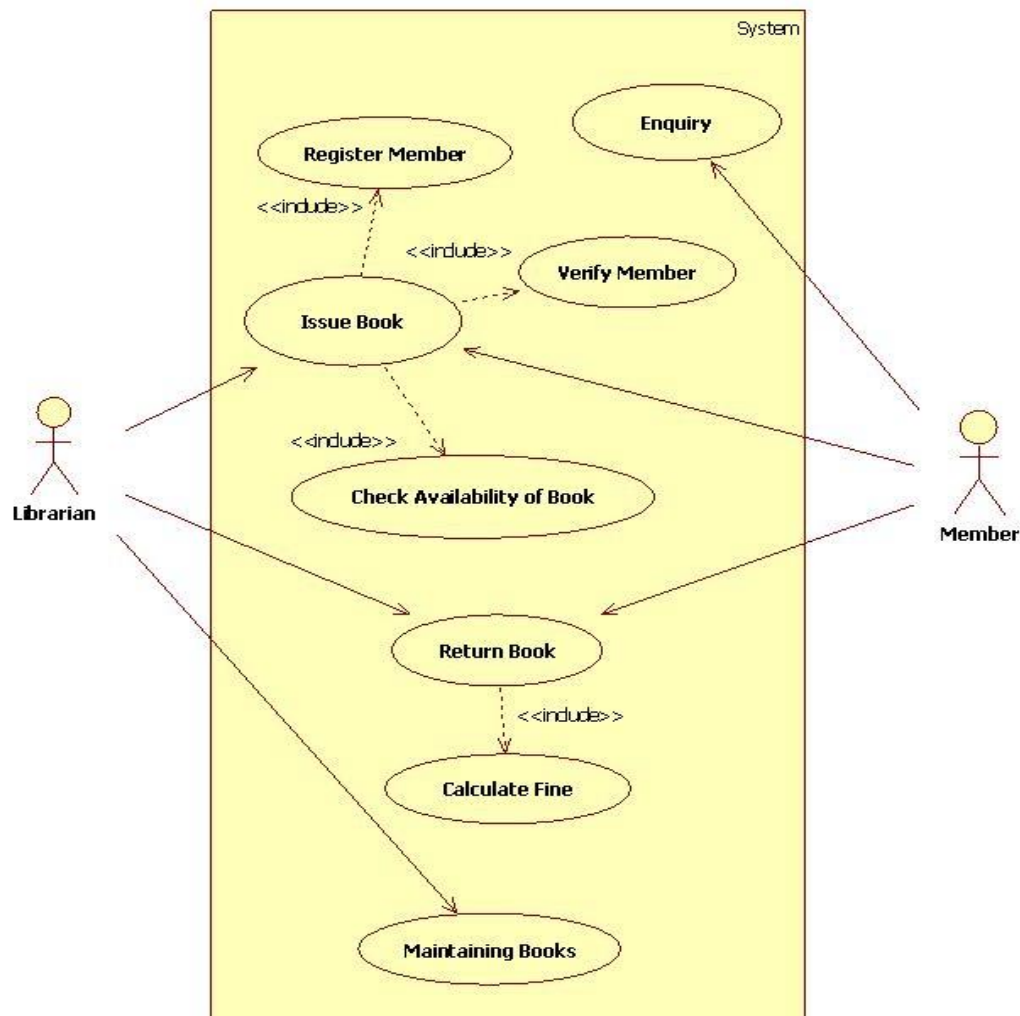 System
Enquiry
Register Member
<<include>>
<<include>>
Verify Member
Issue Book
<<include>>
Check Availability of Book
Librarian
Member
Return Book
<<include>>
Calculate Fine
Maintaining Books